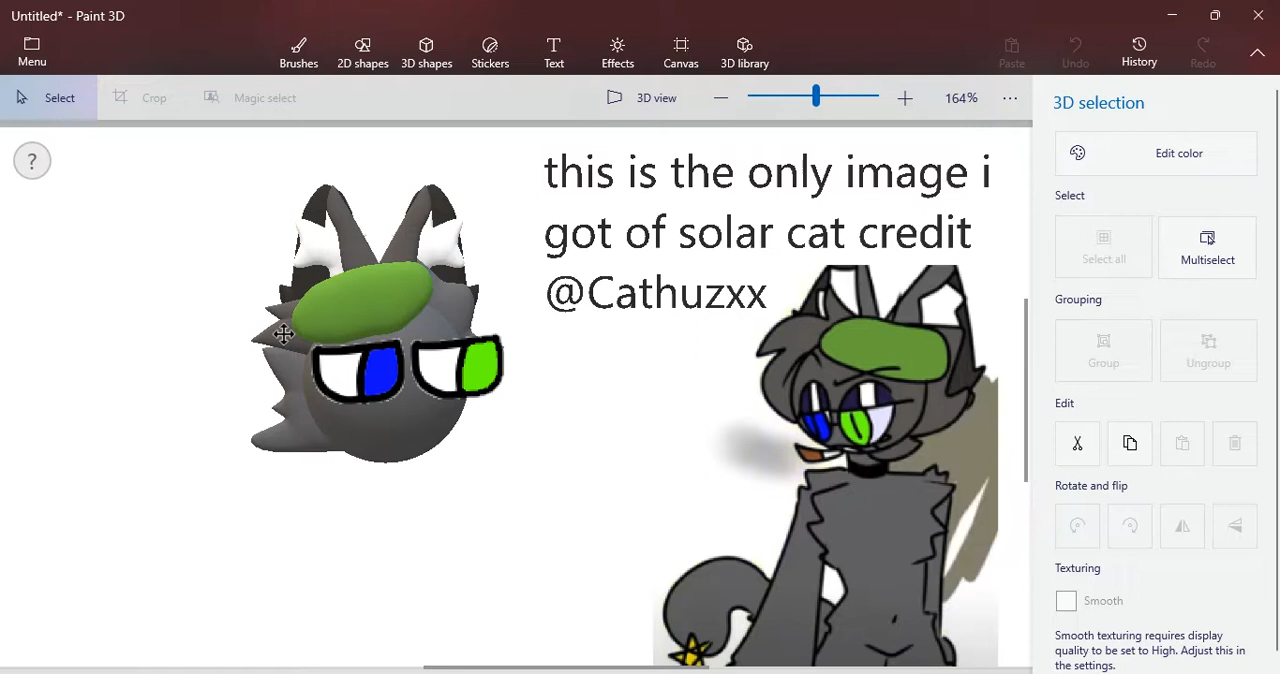 Untitled* - Paint 3D
Menu
Brushes
2D shapes
3D shapes
Stickers
Text
Effects
Canvas
3D library
Paste
Undo
History
Redo
Select
Crop
Magic select
3D view
164%
?
this is the only image i
got of solar cat credit
@Cathuzxx
3D selection
Edit color
Select
Select all
Multiselect
Grouping
Group
Ungroup
Edit
Rotate and flip
Texturing
Smooth
Smooth texturing requires display
quality to be set to High. Adjust this in
the settings.